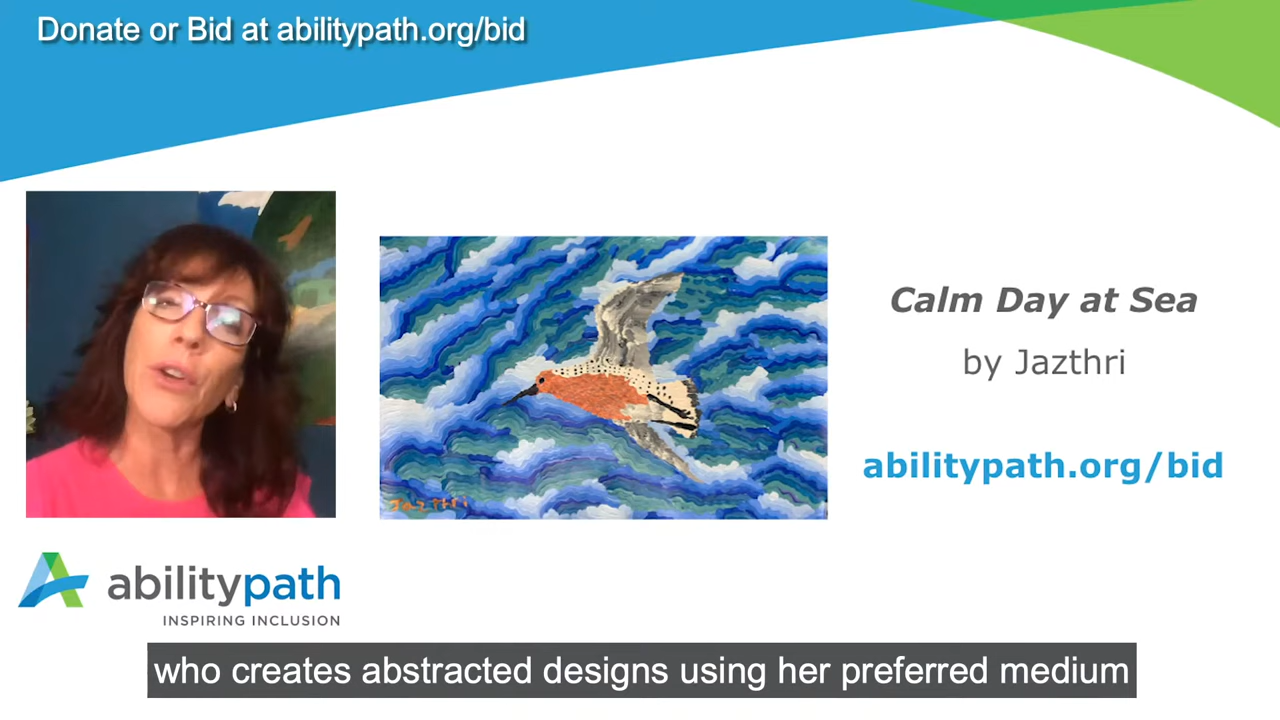 Donate or Bid at abilitypath.org/bid
Calm Day at Sea
by Jazthri
abilitypath.org/bid
Jazthri
abilitypath
INSPIRING INCLUSION
who creates abstracted designs using her preferred medium